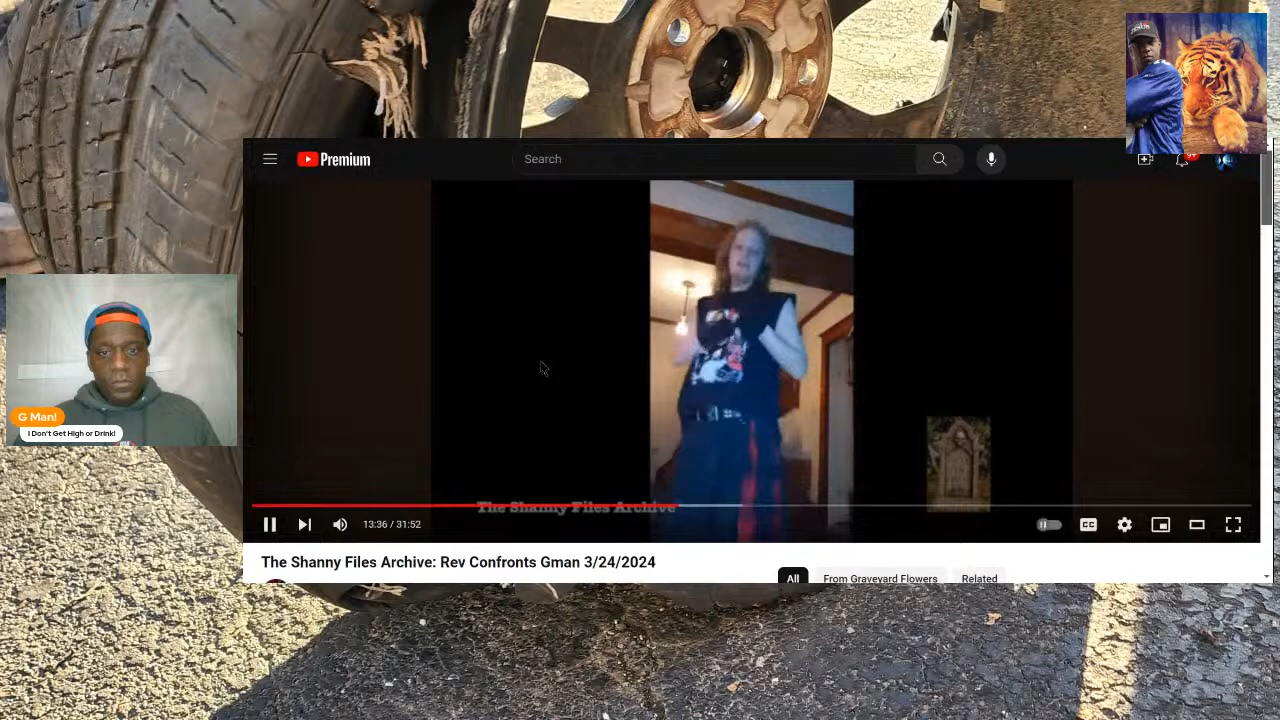 Premium
Search
9+
G Man!
I Don't Get High or Drink!
The Shanny Files Archive
13:36 / 31:52
The Shanny Files Archive: Rev Confronts Gman 3/24/2024
All
From Graveyard Flowers
Related